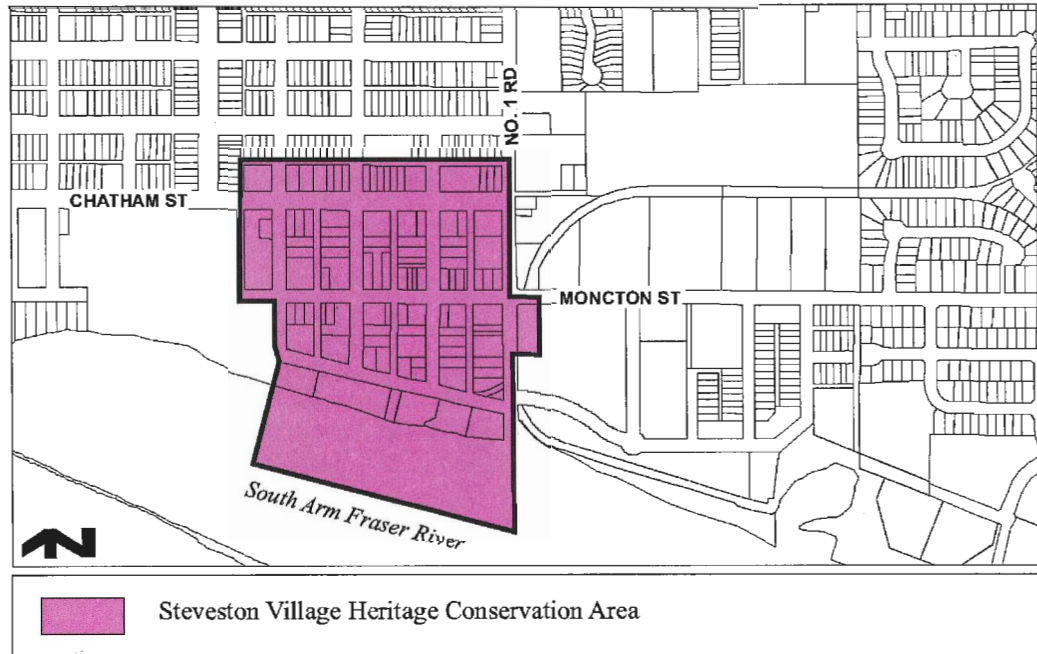 NO. 1 RD
CHATHAM ST
MONCTON ST
South Arm Fraser River
N
Steveston Village Heritage Conservation Area